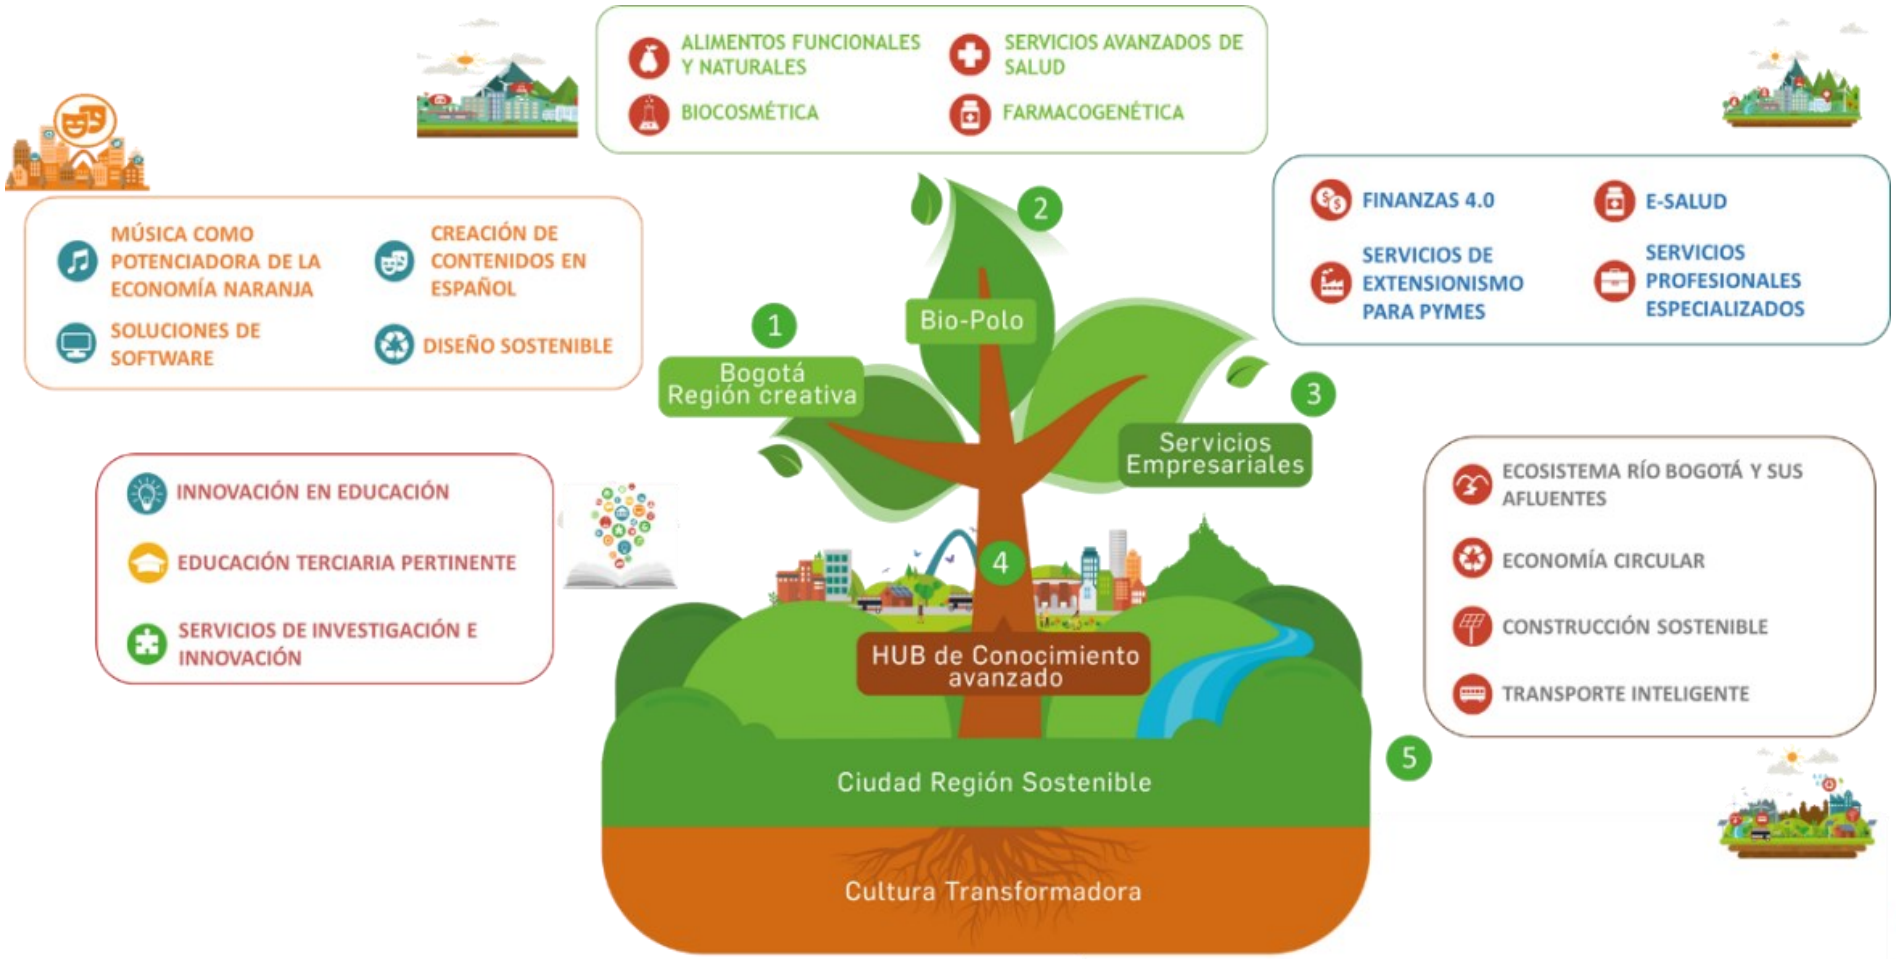 ALIMENTOS FUNCIONALES
Y NATURALES
BIOCOSMÉTICA
SERVICIOS AVANZADOS DE
SALUD
FARMACOGENÉTICA
MÚSICA COMO
POTENCIADORA DE LA
ECONOMÍA NARANJA
SOLUCIONES DE
SOFTWARE
CREACIÓN DE
CONTENIDOS EN
ESPAÑOL
DISEÑO SOSTENIBLE
FINANZAS 4.0
SERVICIOS DE
EXTENSIONISMO
PARA PYMES
E-SALUD
SERVICIOS
PROFESIONALES
ESPECIALIZADOS
2
Bio-Polo
1
Bogotá
Región creativa
3
Servicios
Empresariales
INNOVACIÓN EN EDUCACIÓN
EDUCACIÓN TERCIARIA PERTINENTE
SERVICIOS DE INVESTIGACIÓN E
INNOVACIÓN
ECOSISTEMA RÍO BOGOTÁ Y SUS
AFLUENTES
ECONOMÍA CIRCULAR
CONSTRUCCIÓN SOSTENIBLE
TRANSPORTE INTELIGENTE
4
HUB de Conocimiento
avanzado
5
Ciudad Región Sostenible
Cultura Transformadora